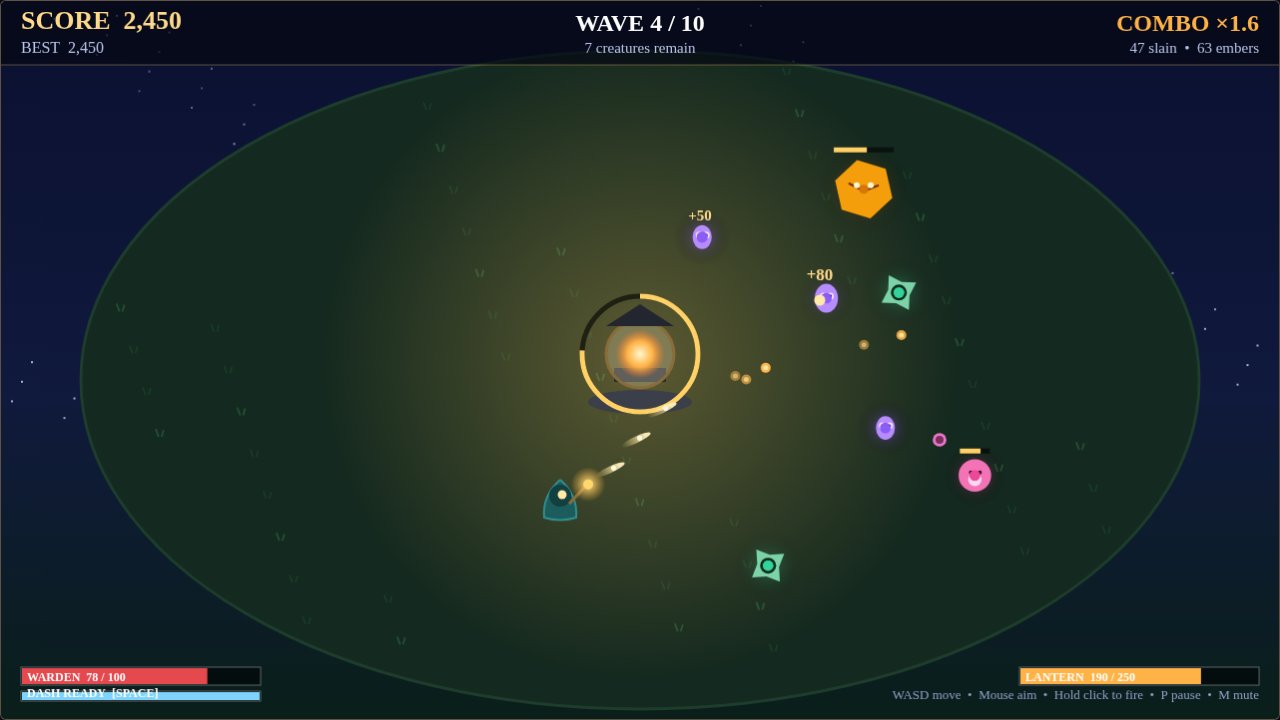 SCORE 2,450
BEST 2,450
WAVE 4 / 10
7 creatures remain
COMBO ×1.6
47 slain • 63 embers
+50
+80
WARDEN 78 / 100
DASH READY [SPACE]
LANTERN 190 / 250
WASD move • Mouse aim • Hold click to fire • P pause • M mute